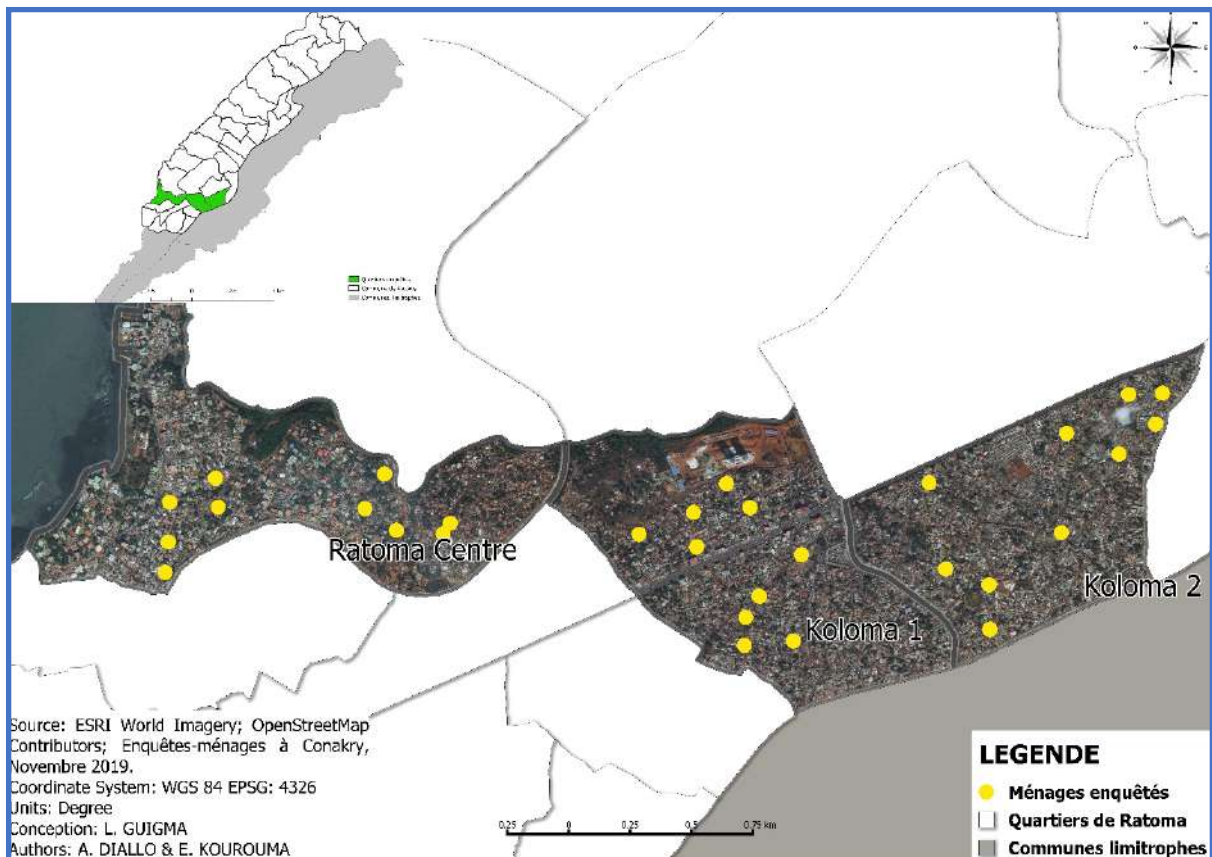 Ratoma Centre
Koloma 1
Koloma 2
Source: ESRI World Imagery; OpenStreetMap
Contributors; Enquêtes-ménages à Conakry,
Novembre 2019.
Coordinate System: WGS 84 EPSG: 4326
Units: Degree
Conception: L. GUIGMA
Authors: A. DIALLO & E. KOUROUMA
0.25 0 0.25 0.5 0.75 km
LEGENDE
Ménages enquêtés
Quartiers de Ratoma
Communes limitrophes